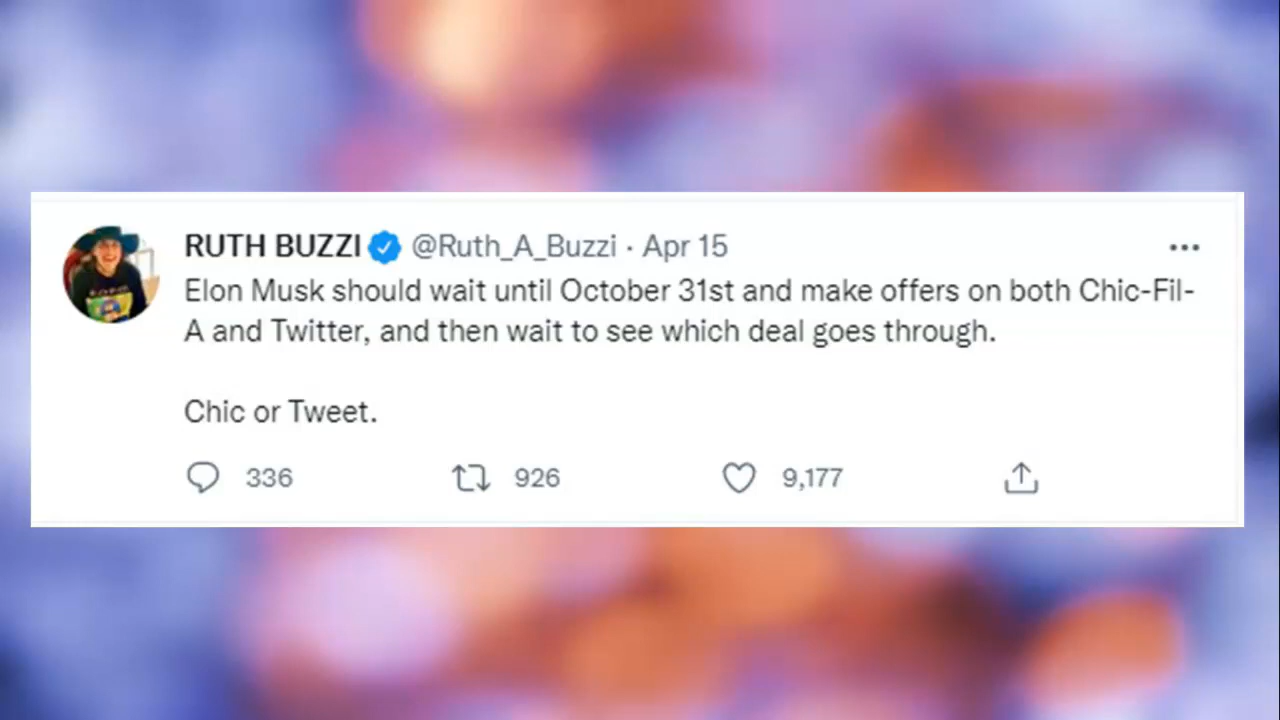 RUTH BUZZI @Ruth_A_Buzzi · Apr 15
Elon Musk should wait until October 31st and make offers on both Chic-Fil-
A and Twitter, and then wait to see which deal goes through.
Chic or Tweet.
336 926 9,177